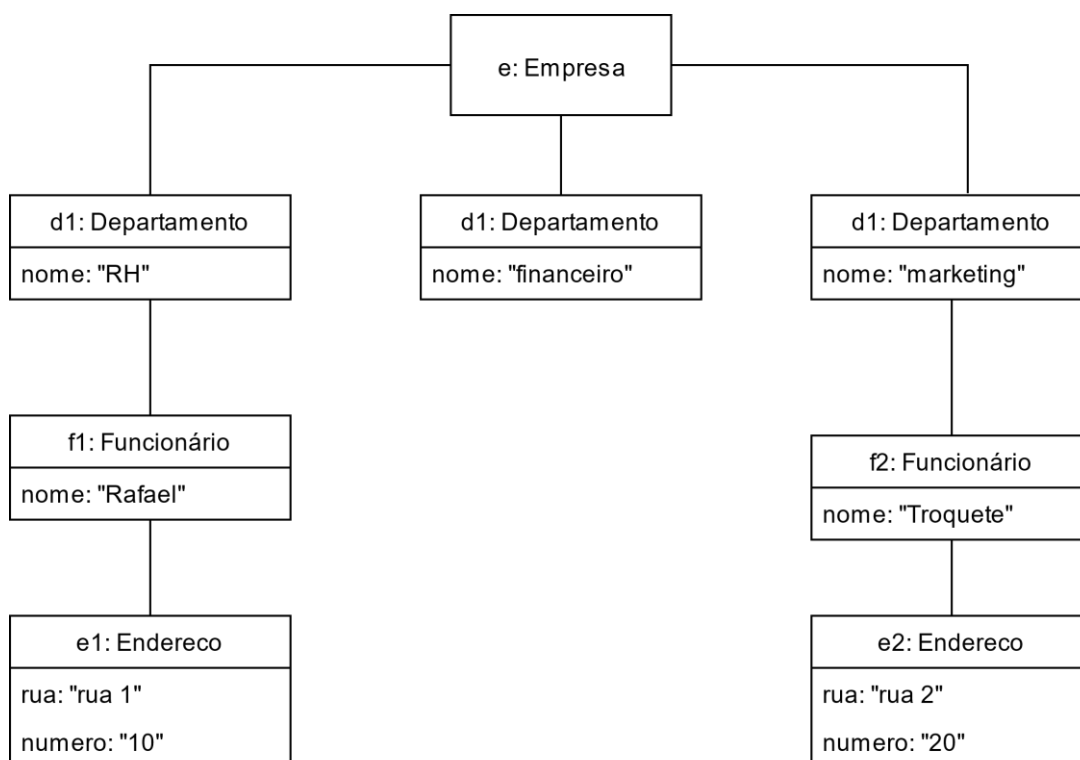 e: Empresa
d1: Departamento
nome: "RH"
d1: Departamento
nome: "financeiro"
d1: Departamento
nome: "marketing"
f1: Funcionário
nome: "Rafael"
f2: Funcionário
nome: "Troquete"
e1: Endereco
rua: "rua 1"
numero: "10"
e2: Endereco
rua: "rua 2"
numero: "20"